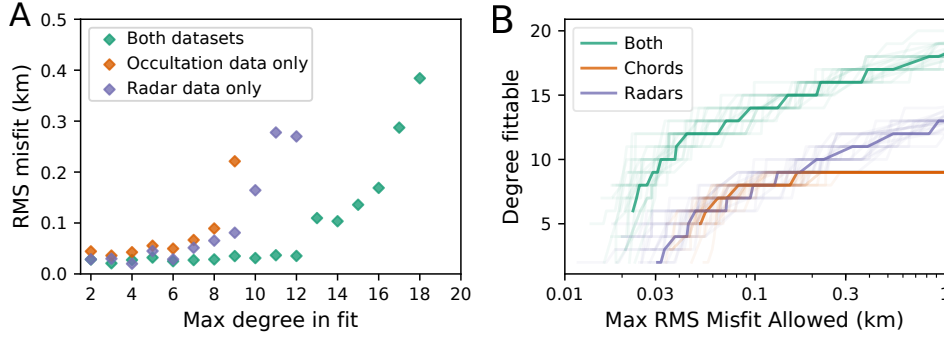 A
0.5
0.4
0.3
0.2
0.1
0.0
RMS misfit (km)
Both datasets
Occultation data only
Radar data only
2 4 6 8 10 12 14 16 18 20
Max degree in fit
B
20
15
10
5
Degree fittable
Both
Chords
Radars
0.01 0.03 0.1 0.3 1
Max RMS Misfit Allowed (km)